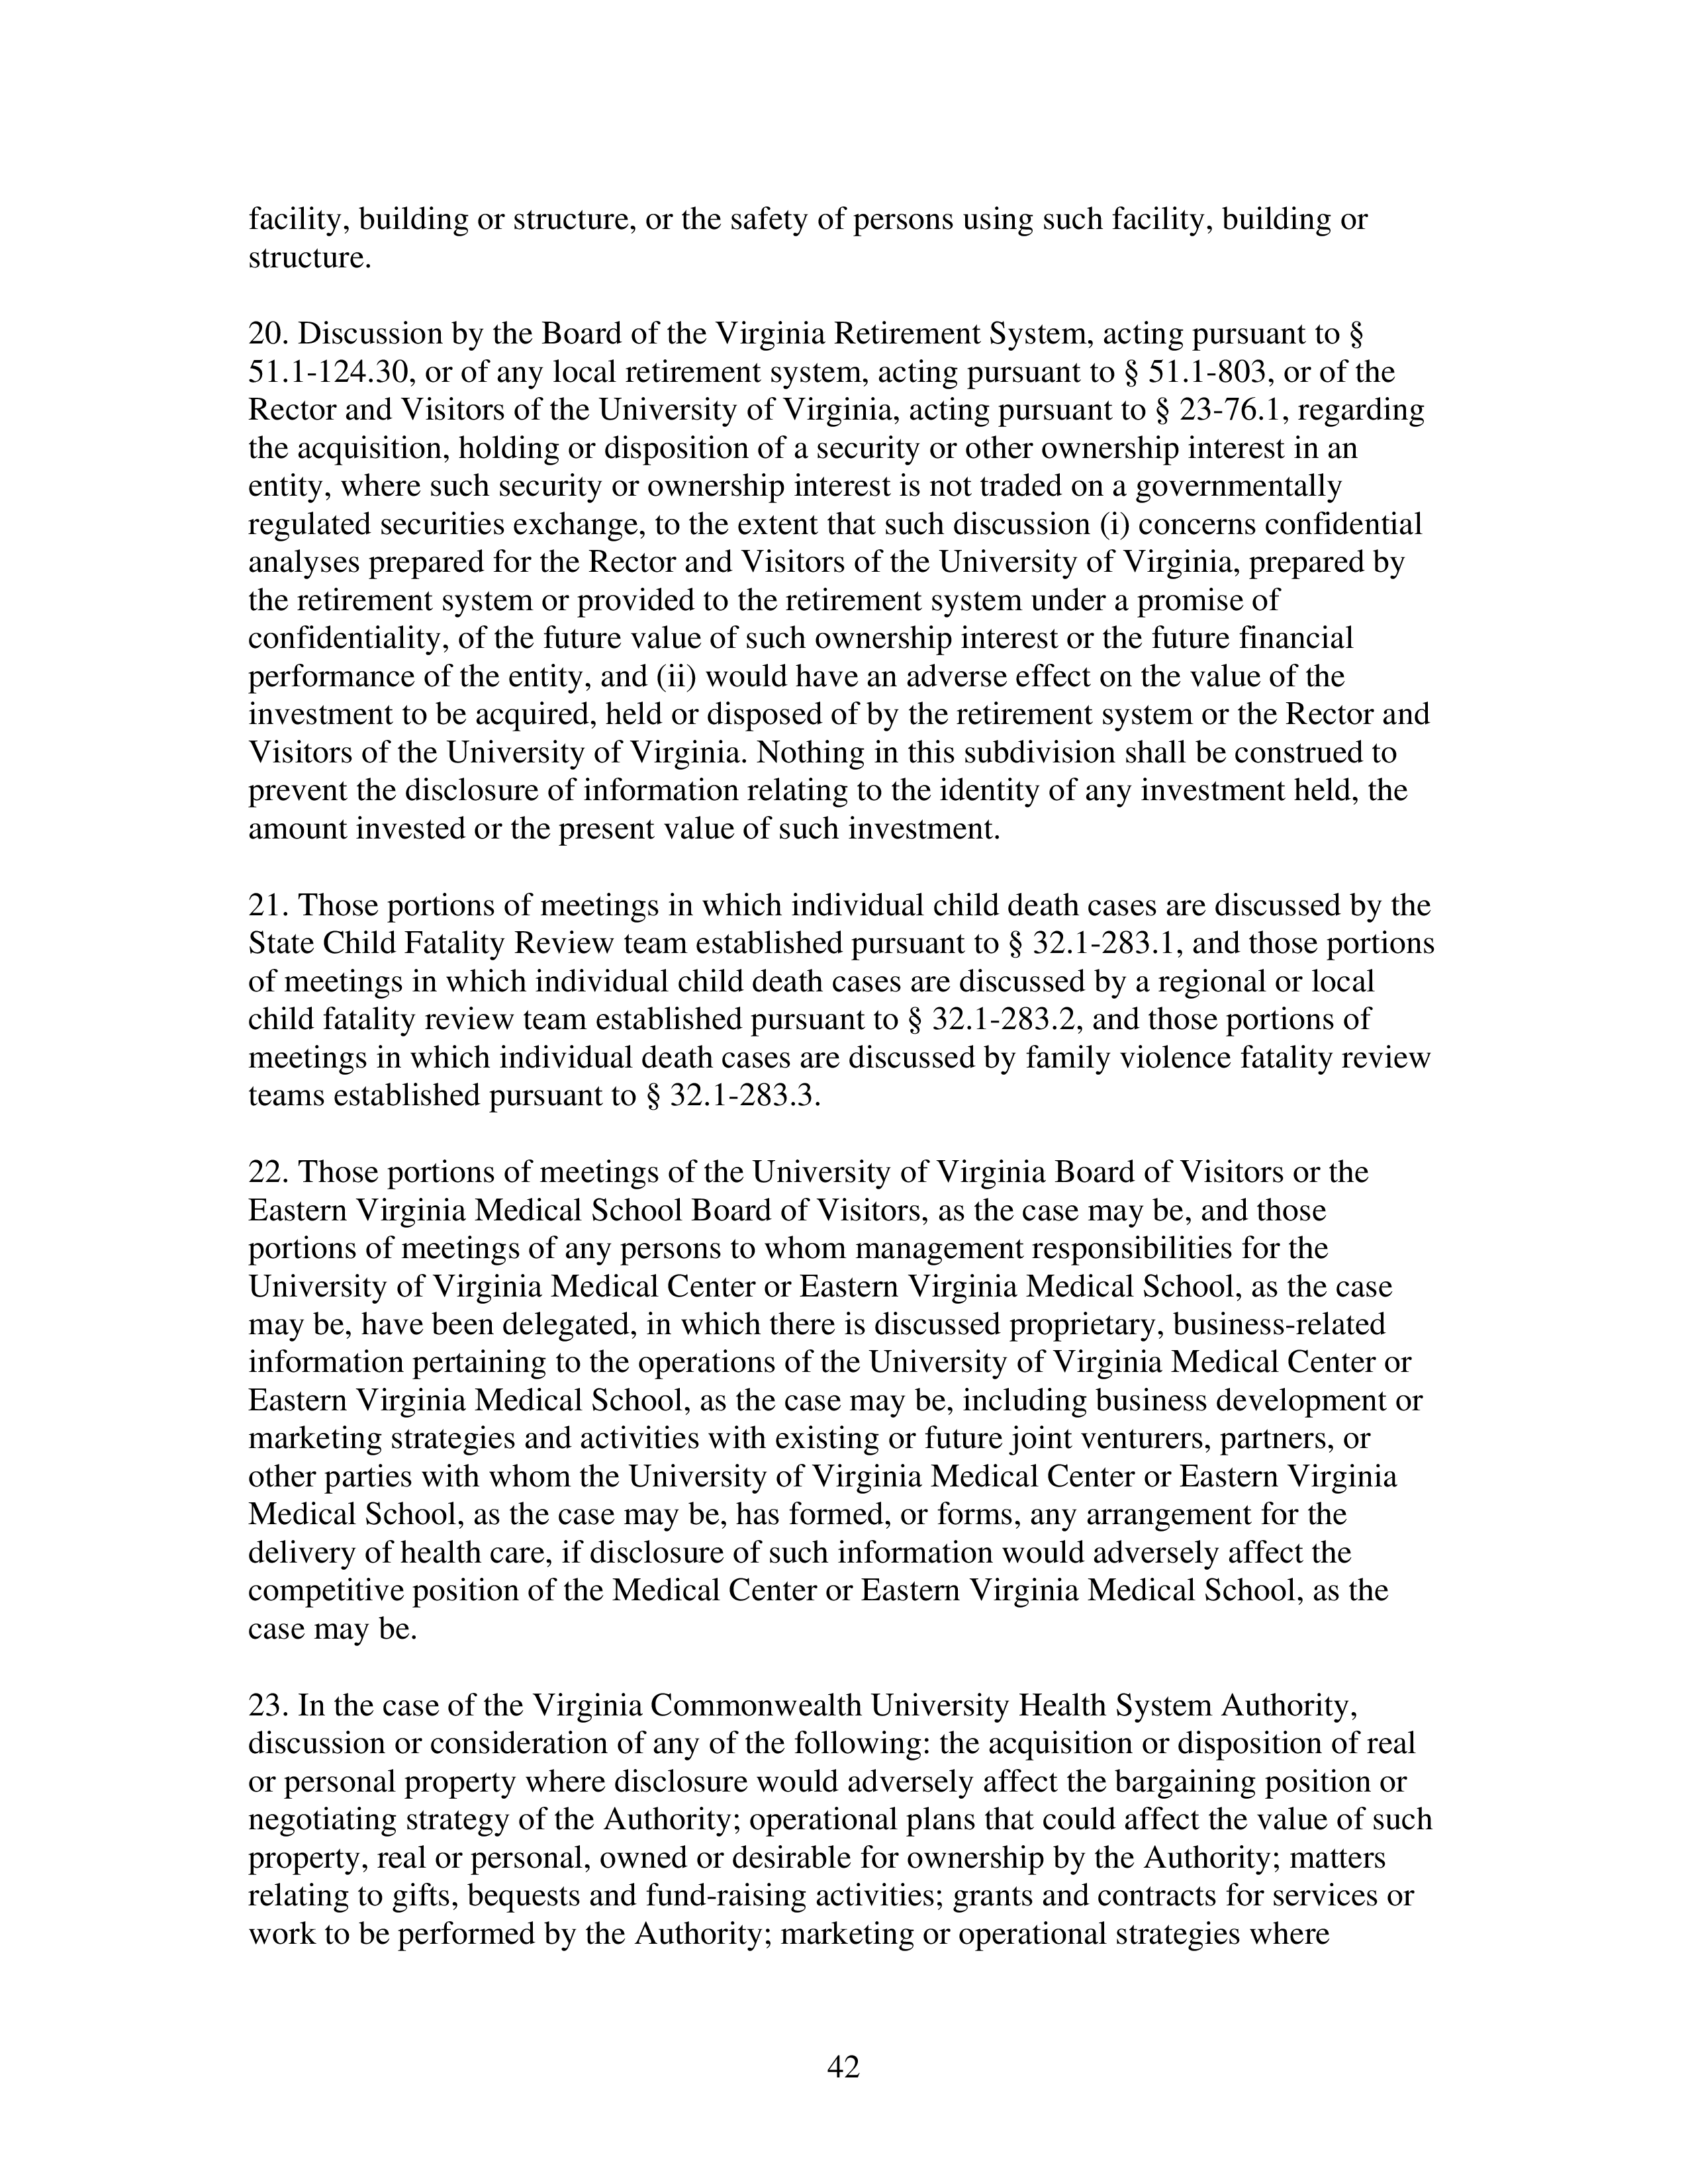 facility, building or structure, or the safety of persons using such facility, building or
structure.
20. Discussion by the Board of the Virginia Retirement System, acting pursuant to §
51.1-124.30, or of any local retirement system, acting pursuant to § 51.1-803, or of the
Rector and Visitors of the University of Virginia, acting pursuant to § 23-76.1, regarding
the acquisition, holding or disposition of a security or other ownership interest in an
entity, where such security or ownership interest is not traded on a governmentally
regulated securities exchange, to the extent that such discussion (i) concerns confidential
analyses prepared for the Rector and Visitors of the University of Virginia, prepared by
the retirement system or provided to the retirement system under a promise of
confidentiality, of the future value of such ownership interest or the future financial
performance of the entity, and (ii) would have an adverse effect on the value of the
investment to be acquired, held or disposed of by the retirement system or the Rector and
Visitors of the University of Virginia. Nothing in this subdivision shall be construed to
prevent the disclosure of information relating to the identity of any investment held, the
amount invested or the present value of such investment.
21. Those portions of meetings in which individual child death cases are discussed by the
State Child Fatality Review team established pursuant to § 32.1-283.1, and those portions
of meetings in which individual child death cases are discussed by a regional or local
child fatality review team established pursuant to § 32.1-283.2, and those portions of
meetings in which individual death cases are discussed by family violence fatality review
teams established pursuant to § 32.1-283.3.
22. Those portions of meetings of the University of Virginia Board of Visitors or the
Eastern Virginia Medical School Board of Visitors, as the case may be, and those
portions of meetings of any persons to whom management responsibilities for the
University of Virginia Medical Center or Eastern Virginia Medical School, as the case
may be, have been delegated, in which there is discussed proprietary, business-related
information pertaining to the operations of the University of Virginia Medical Center or
Eastern Virginia Medical School, as the case may be, including business development or
marketing strategies and activities with existing or future joint venturers, partners, or
other parties with whom the University of Virginia Medical Center or Eastern Virginia
Medical School, as the case may be, has formed, or forms, any arrangement for the
delivery of health care, if disclosure of such information would adversely affect the
competitive position of the Medical Center or Eastern Virginia Medical School, as the
case may be.
23. In the case of the Virginia Commonwealth University Health System Authority,
discussion or consideration of any of the following: the acquisition or disposition of real
or personal property where disclosure would adversely affect the bargaining position or
negotiating strategy of the Authority; operational plans that could affect the value of such
property, real or personal, owned or desirable for ownership by the Authority; matters
relating to gifts, bequests and fund-raising activities; grants and contracts for services or
work to be performed by the Authority; marketing or operational strategies where
42